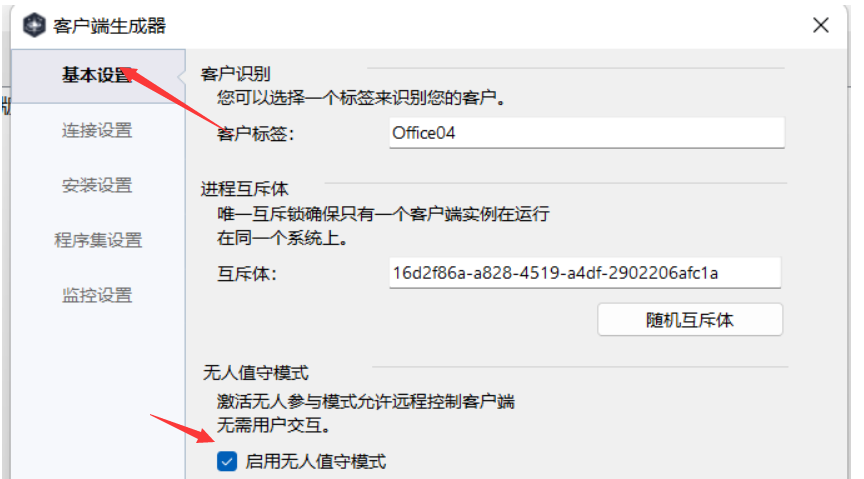 客户端生成器
基本设置
连接设置
安装设置
程序集设置
监控设置
客户识别
您可以选择一个标签来识别您的客户。
客户标签：
Office04
进程互斥体
唯一互斥锁确保只有一个客户端实例在运行
在同一个系统上。
互斥体：
16d2f86a-a828-4519-a4df-2902206afc1a
随机互斥体
无人值守模式
激活无人参与模式允许远程控制客户端
无需用户交互。
启用无人值守模式